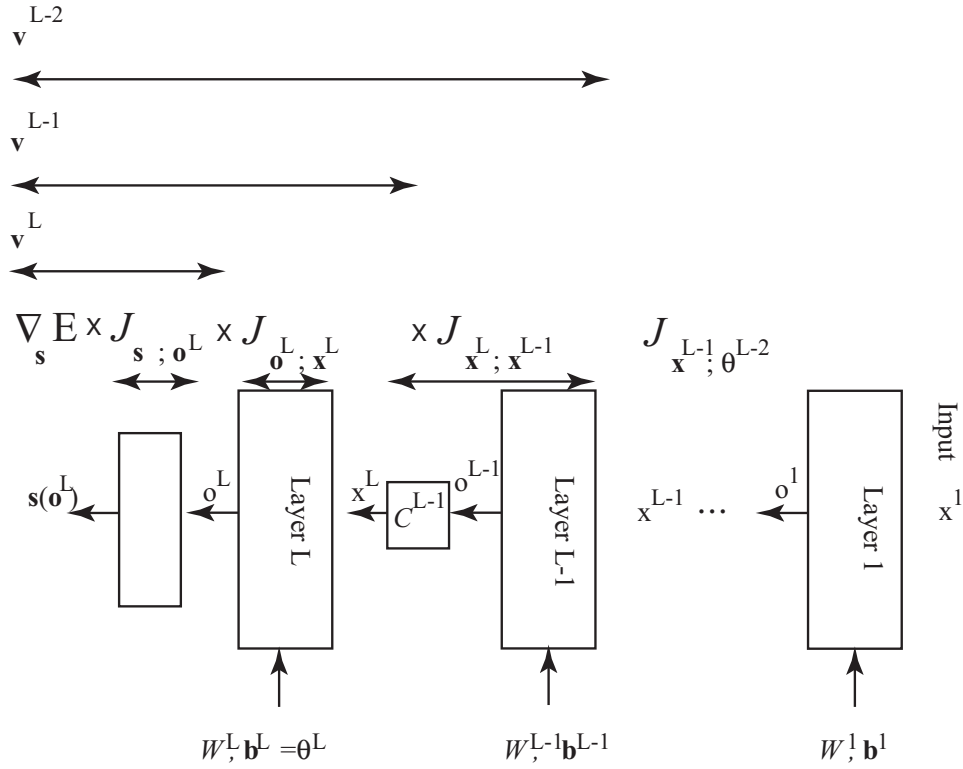 v^L-2
v^L-1
v^L
∇_s E × J_s ; o^L × J_o^L ; x^L × J_x^L ; x^L-1 J_x^L-1 ; θ^L-2
s(o^L)
o^L
Layer L
x^L
C^L-1
o^L-1
Layer L-1
x^L-1 ...
o^1
Layer 1
Input
x^1
W^L, b^L = θ^L
W^L-1, b^L-1
W^1, b^1